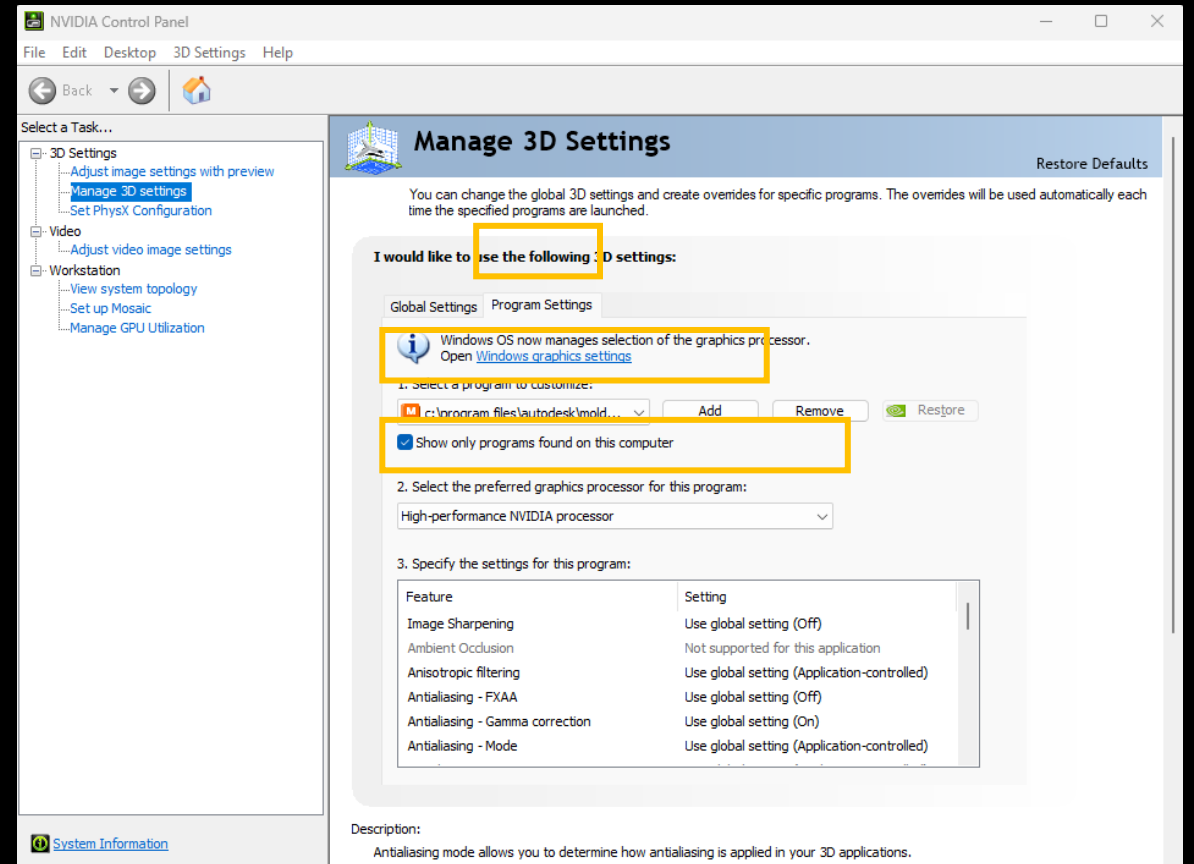 NVIDIA Control Panel
File Edit Desktop 3D Settings Help
Back
Select a Task...
3D Settings
Adjust image settings with preview
Manage 3D settings
Set PhysX Configuration
Video
Adjust video image settings
Workstation
View system topology
Set up Mosaic
Manage GPU Utilization
System Information
Manage 3D Settings
Restore Defaults
You can change the global 3D settings and create overrides for specific programs. The overrides will be used automatically each
time the specified programs are launched.
I would like to use the following 3D settings:
Global Settings Program Settings
Windows OS now manages selection of the graphics processor.
Open Windows graphics settings
1. Select a program to customize:
c:\program files\autodesk\mold... Add Remove Restore
Show only programs found on this computer
2. Select the preferred graphics processor for this program:
High-performance NVIDIA processor
3. Specify the settings for this program:
Feature Setting
Image Sharpening Use global setting (Off)
Ambient Occlusion Not supported for this application
Anisotropic filtering Use global setting (Application-controlled)
Antialiasing - FXAA Use global setting (Off)
Antialiasing - Gamma correction Use global setting (On)
Antialiasing - Mode Use global setting (Application-controlled)
Description:
Antialiasing mode allows you to determine how antialiasing is applied in your 3D applications.